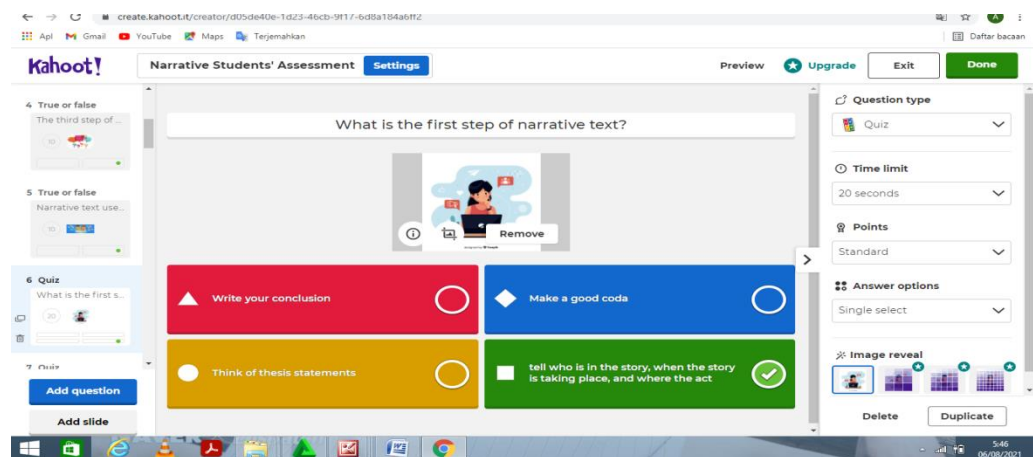 create.kahoot.it/creator/d05de40e-1d23-46cb-9f17-6d8a184a6ff2
Apl Gmail YouTube Maps Terjemahkan Daftar bacaan
Kahoot! Narrative Students' Assessment Settings Preview Upgrade Exit Done
4 True or false
The third step of ...
10
5 True or false
Narrative text use...
10
6 Quiz
What is the first s...
20
7 Quiz
Add question
Add slide
What is the first step of narrative text?
Remove
Write your conclusion
Make a good coda
Think of thesis statements
tell who is in the story, when the story
is taking place, and where the act
Question type
Quiz
Time limit
20 seconds
Points
Standard
Answer options
Single select
Image reveal
Delete Duplicate
5:46
06/08/2021